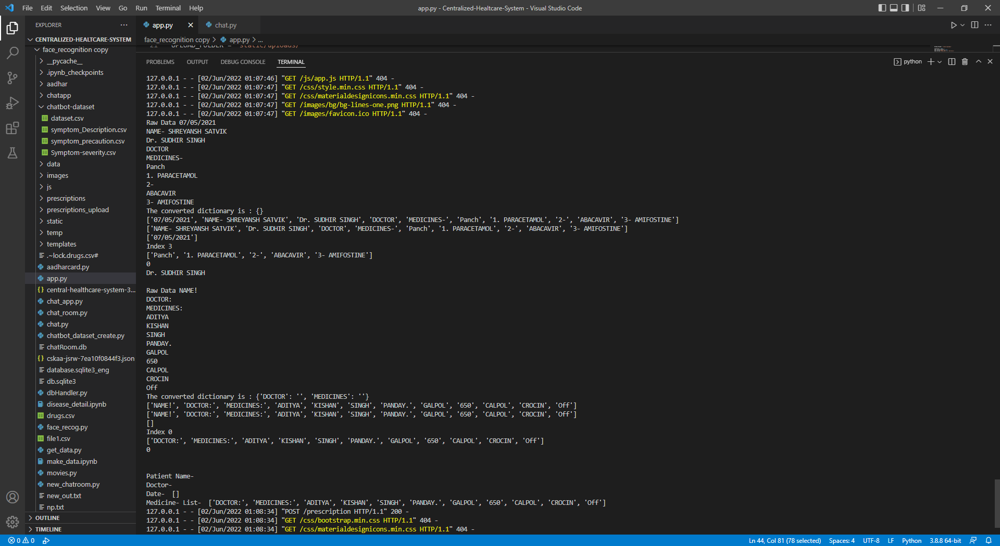 File Edit Selection View Go Run Terminal Help
app.py - Centralized-Healtcare-System - Visual Studio Code
EXPLORER
CENTRALIZED-HEALTCARE-SYSTEM
face_recognition copy
__pycache__
.ipynb_checkpoints
aadhar
chatapp
chatbot-dataset
dataset.csv
symptom_Description.csv
symptom_precaution.csv
Symptom-severity.csv
data
images
js
prescriptions
prescriptions_upload
static
temp
templates
.~lock.drugs.csv#
aadharcard.py
app.py
central-healthcare-system-3...
chat_app.py
chat_room.py
chat.py
chatbot_dataset_create.py
chatRoom.db
cskaa-jsrw-7ea10f0844f3.json
database.sqlite3_eng
db.sqlite3
dbHandler.py
disease_detail.ipynb
drugs.csv
face_recog.py
file1.csv
get_data.py
make_data.ipynb
movies.py
new_chatroom.py
new_out.txt
np.txt
OUTLINE
TIMELINE
app.py
chat.py
face_recognition copy > app.py > ...
21 UPLOAD_FOLDER = 'static/uploads/'
PROBLEMS OUTPUT DEBUG CONSOLE TERMINAL
python
127.0.0.1 - - [02/Jun/2022 01:07:46] "GET /js/app.js HTTP/1.1" 404 -
127.0.0.1 - - [02/Jun/2022 01:07:47] "GET /css/style.min.css HTTP/1.1" 404 -
127.0.0.1 - - [02/Jun/2022 01:07:47] "GET /css/materialdesignicons.min.css HTTP/1.1" 404 -
127.0.0.1 - - [02/Jun/2022 01:07:47] "GET /images/bg/bg-lines-one.png HTTP/1.1" 404 -
127.0.0.1 - - [02/Jun/2022 01:07:47] "GET /images/favicon.ico HTTP/1.1" 404 -
Raw Data 07/05/2021
NAME- SHREYANSH SATVIK
Dr. SUDHIR SINGH
DOCTOR
MEDICINES-
Panch
1. PARACETAMOL
2-
ABACAVIR
3- AMIFOSTINE
The converted dictionary is : {}
['07/05/2021', 'NAME- SHREYANSH SATVIK', 'Dr. SUDHIR SINGH', 'DOCTOR', 'MEDICINES-', 'Panch', '1. PARACETAMOL', '2-', 'ABACAVIR', '3- AMIFOSTINE']
['NAME- SHREYANSH SATVIK', 'Dr. SUDHIR SINGH', 'DOCTOR', 'MEDICINES-', 'Panch', '1. PARACETAMOL', '2-', 'ABACAVIR', '3- AMIFOSTINE']
['07/05/2021']
Index 3
['Panch', '1. PARACETAMOL', '2-', 'ABACAVIR', '3- AMIFOSTINE']
0
Dr. SUDHIR SINGH
Raw Data NAME!
DOCTOR:
MEDICINES:
ADITYA
KISHAN
SINGH
PANDAY.
GALPOL
650
CALPOL
CROCIN
Off
The converted dictionary is : {'DOCTOR': '', 'MEDICINES': ''}
['NAME!', 'DOCTOR:', 'MEDICINES:', 'ADITYA', 'KISHAN', 'SINGH', 'PANDAY.', 'GALPOL', '650', 'CALPOL', 'CROCIN', 'Off']
['NAME!', 'DOCTOR:', 'MEDICINES:', 'ADITYA', 'KISHAN', 'SINGH', 'PANDAY.', 'GALPOL', '650', 'CALPOL', 'CROCIN', 'Off']
[]
Index 0
['DOCTOR:', 'MEDICINES:', 'ADITYA', 'KISHAN', 'SINGH', 'PANDAY.', 'GALPOL', '650', 'CALPOL', 'CROCIN', 'Off']
0
Patient Name-
Doctor-
Date- []
Medicine- List- ['DOCTOR:', 'MEDICINES:', 'ADITYA', 'KISHAN', 'SINGH', 'PANDAY.', 'GALPOL', '650', 'CALPOL', 'CROCIN', 'Off']
127.0.0.1 - - [02/Jun/2022 01:08:34] "POST /prescription HTTP/1.1" 200 -
127.0.0.1 - - [02/Jun/2022 01:08:34] "GET /css/bootstrap.min.css HTTP/1.1" 404 -
127.0.0.1 - - [02/Jun/2022 01:08:34] "GET /css/materialdesignicons.min.css HTTP/1.1" 404 -
0 0
Ln 44, Col 81 (78 selected) Spaces: 4 UTF-8 LF Python 3.8.8 64-bit